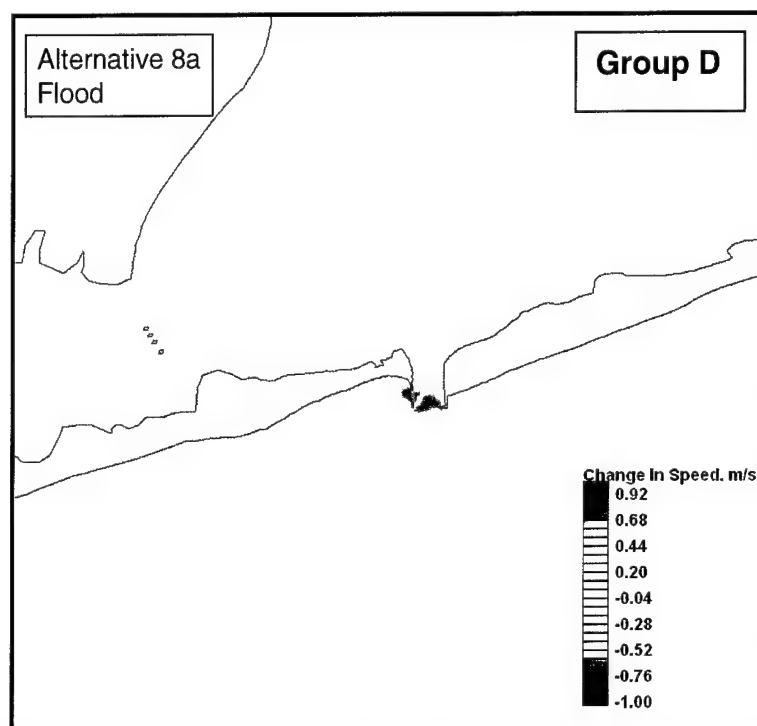 Alternative 8a
Flood
Group D
Change In Speed. m/s
0.92
0.68
0.44
0.20
-0.04
-0.28
-0.52
-0.76
-1.00